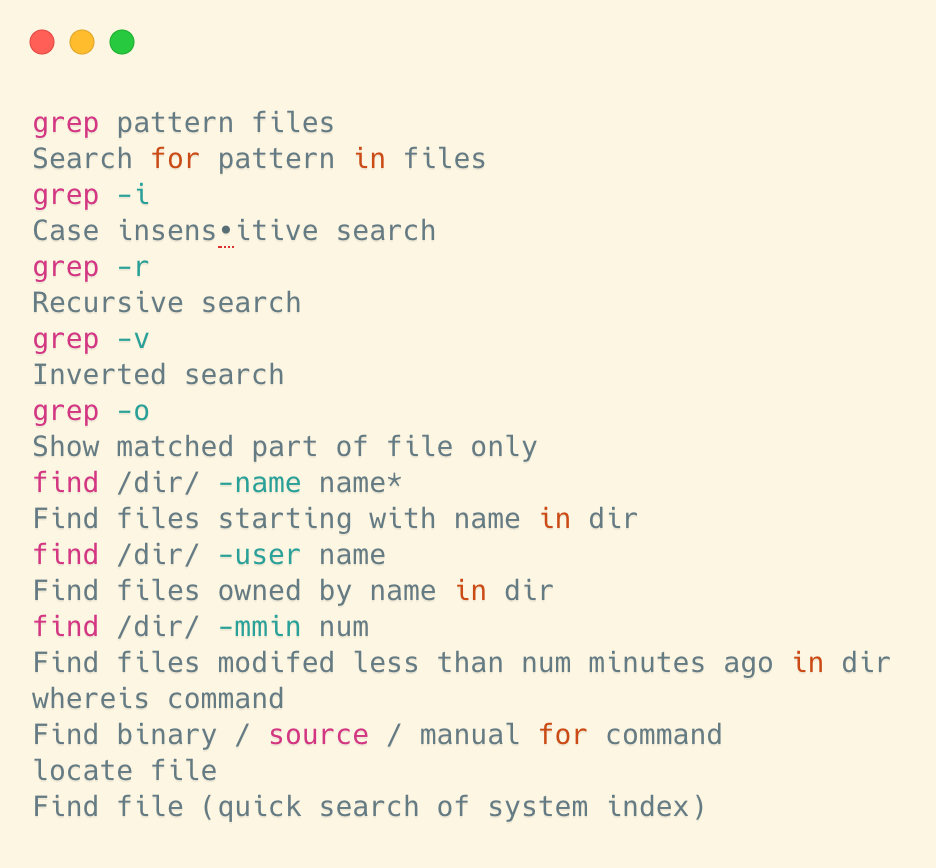 grep pattern files
Search for pattern in files
grep -i
Case insens•itive search
grep -r
Recursive search
grep -v
Inverted search
grep -o
Show matched part of file only
find /dir/ -name name*
Find files starting with name in dir
find /dir/ -user name
Find files owned by name in dir
find /dir/ -mmin num
Find files modifed less than num minutes ago in dir
whereis command
Find binary / source / manual for command
locate file
Find file (quick search of system index)